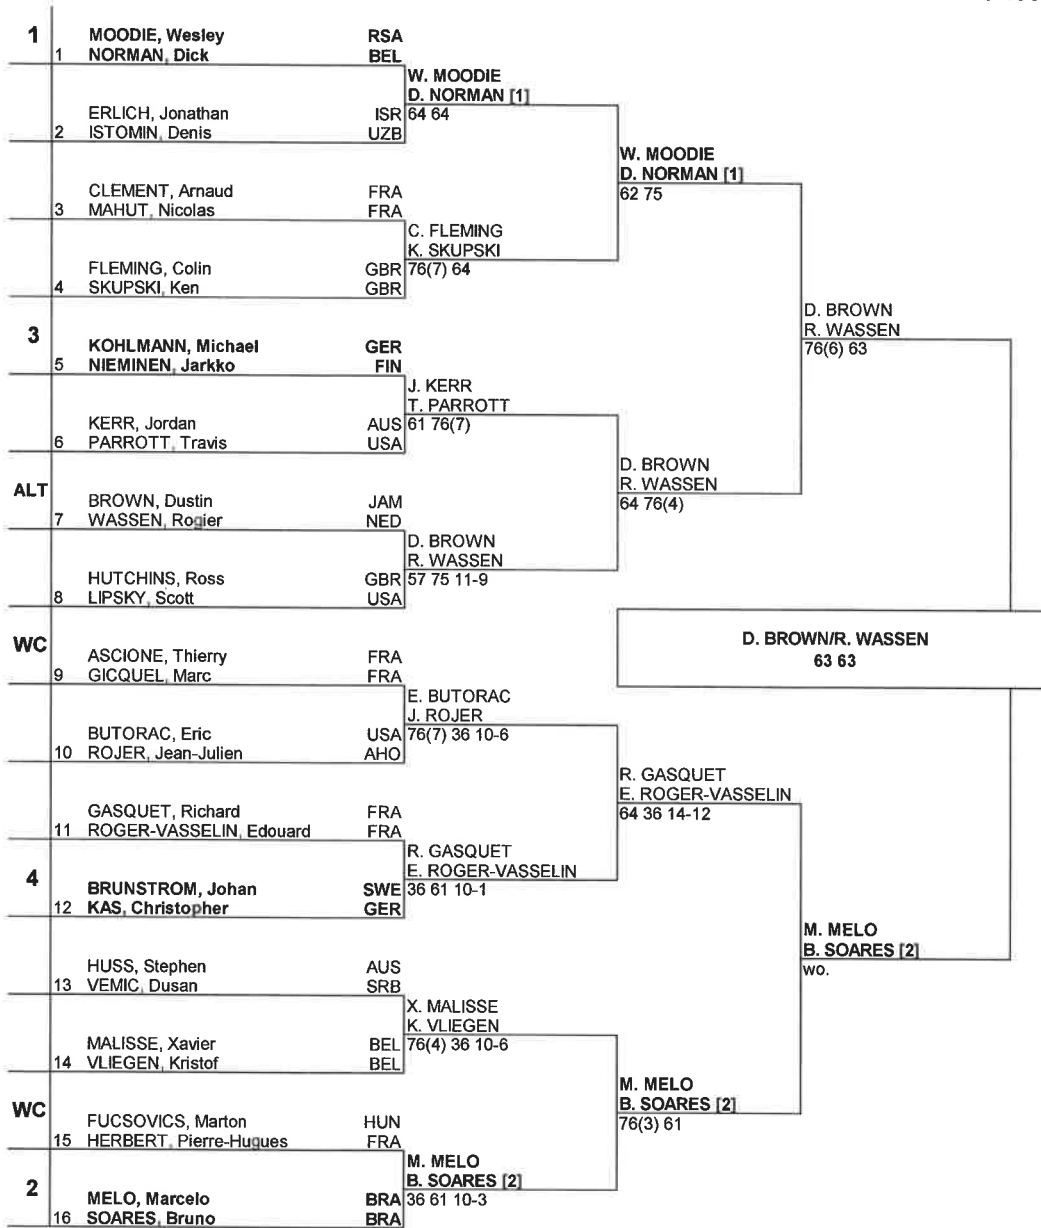 1
MOODIE, Wesley RSA
1 NORMAN, Dick BEL
W. MOODIE
D. NORMAN [1]
64 64
ERLICH, Jonathan ISR
2 ISTOMIN, Denis UZB
W. MOODIE
D. NORMAN [1]
62 75
CLEMENT, Arnaud FRA
3 MAHUT, Nicolas FRA
C. FLEMING
K. SKUPSKI
76(7) 64
FLEMING, Colin GBR
4 SKUPSKI, Ken GBR
D. BROWN
R. WASSEN
76(6) 63
3
KOHLMANN, Michael GER
5 NIEMINEN, Jarkko FIN
J. KERR
T. PARROTT
61 76(7)
KERR, Jordan AUS
6 PARROTT, Travis USA
D. BROWN
R. WASSEN
64 76(4)
ALT
BROWN, Dustin JAM
7 WASSEN, Rogier NED
D. BROWN
R. WASSEN
57 75 11-9
HUTCHINS, Ross GBR
8 LIPSKY, Scott USA
D. BROWN/R. WASSEN
63 63
WC
ASCIONE, Thierry FRA
9 GICQUEL, Marc FRA
E. BUTORAC
J. ROJER
76(7) 36 10-6
BUTORAC, Eric USA
10 ROJER, Jean-Julien AHO
R. GASQUET
E. ROGER-VASSELIN
64 36 14-12
GASQUET, Richard FRA
11 ROGER-VASSELIN, Edouard FRA
R. GASQUET
E. ROGER-VASSELIN
36 61 10-1
4
BRUNSTROM, Johan SWE
12 KAS, Christopher GER
M. MELO
B. SOARES [2]
wo.
HUSS, Stephen AUS
13 VEMIC, Dusan SRB
X. MALISSE
K. VLIEGEN
76(4) 36 10-6
MALISSE, Xavier BEL
14 VLIEGEN, Kristof BEL
M. MELO
B. SOARES [2]
76(3) 61
WC
FUCSOVICS, Marton HUN
15 HERBERT, Pierre-Hugues FRA
M. MELO
B. SOARES [2]
36 61 10-3
2
MELO, Marcelo BRA
16 SOARES, Bruno BRA